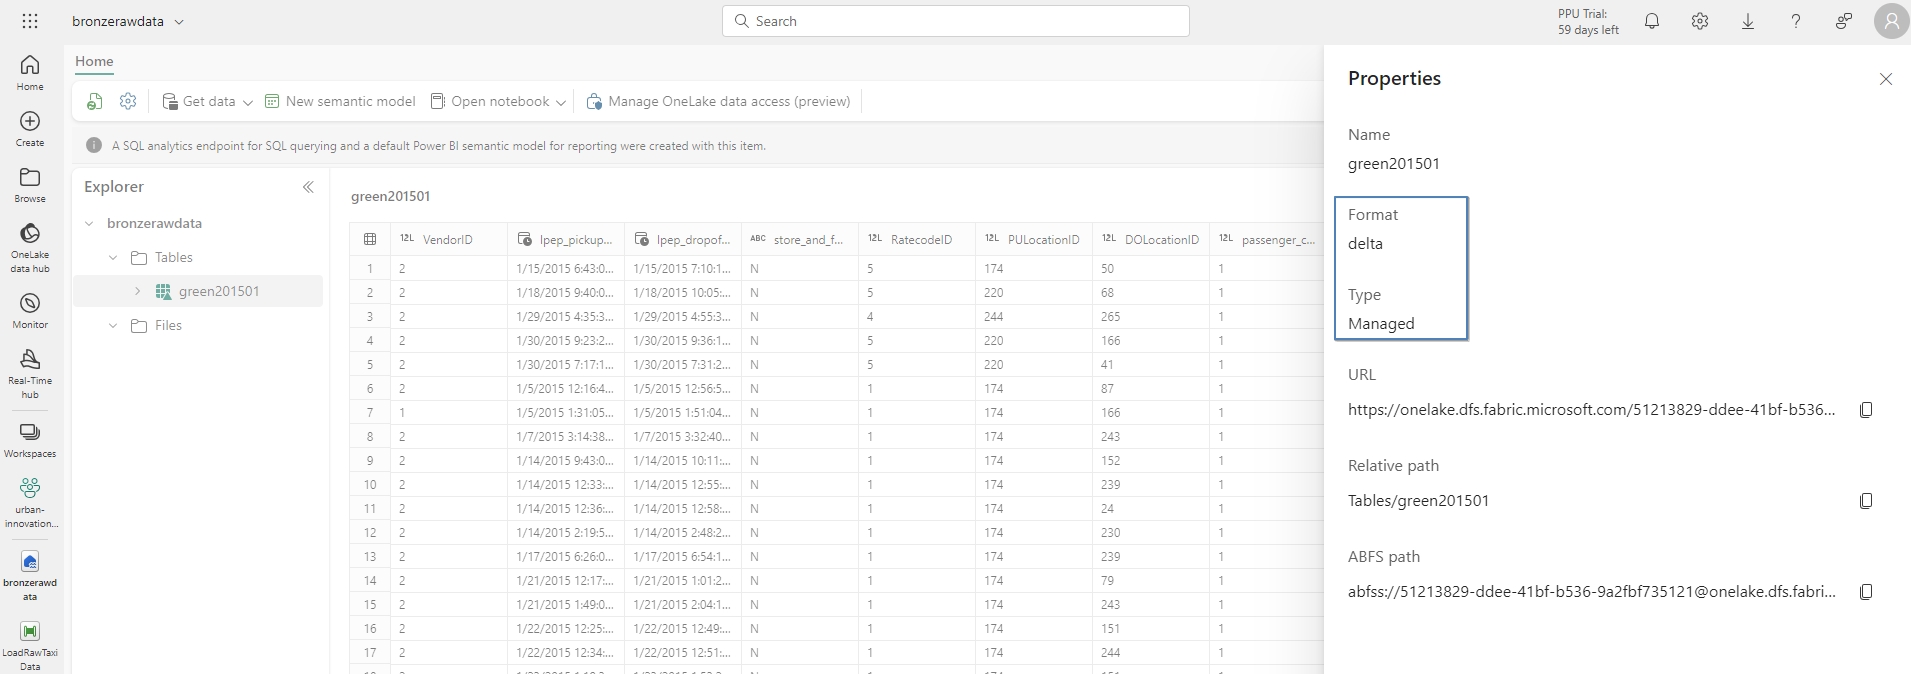 bronzerawdata
Search
PPU Trial:
59 days left
Home
Create
Browse
OneLake
data hub
Monitor
Real-Time
hub
Workspaces
urban-
innovation...
bronzerawd
ata
LoadRawTaxi
Data
Home
Get data
New semantic model
Open notebook
Manage OneLake data access (preview)
A SQL analytics endpoint for SQL querying and a default Power BI semantic model for reporting were created with this item.
Explorer
bronzerawdata
Tables
green201501
Files
green201501
12L VendorID lpep_pickup... lpep_dropof... ABC store_and_f... 12L RatecodeID 12L PULocationID 12L DOLocationID 12L passenger_c...
1 2 1/15/2015 6:43:0... 1/15/2015 7:10:1... N 5 174 50 1
2 2 1/18/2015 9:40:0... 1/18/2015 10:05:... N 5 220 68 1
3 2 1/29/2015 4:35:3... 1/29/2015 4:55:3... N 4 244 265 1
4 2 1/30/2015 9:23:2... 1/30/2015 9:36:1... N 5 220 166 1
5 2 1/30/2015 7:17:1... 1/30/2015 7:31:2... N 5 220 41 1
6 2 1/5/2015 12:16:4... 1/5/2015 12:56:5... N 1 174 87 1
7 1 1/5/2015 1:31:05... 1/5/2015 1:51:04... N 1 174 166 1
8 2 1/7/2015 3:14:38... 1/7/2015 3:32:40... N 1 174 243 1
9 2 1/14/2015 9:43:0... 1/14/2015 10:11:... N 1 174 152 1
10 2 1/14/2015 12:33:... 1/14/2015 12:55:... N 1 174 239 1
11 2 1/14/2015 12:36:... 1/14/2015 12:58:... N 1 174 24 1
12 2 1/14/2015 2:19:5... 1/14/2015 2:48:2... N 1 174 230 1
13 2 1/17/2015 6:26:0... 1/17/2015 6:54:1... N 1 174 239 1
14 2 1/21/2015 12:17:... 1/21/2015 1:01:2... N 1 174 79 1
15 2 1/21/2015 1:49:0... 1/21/2015 2:04:1... N 1 174 243 1
16 2 1/22/2015 12:25:... 1/22/2015 12:49:... N 1 174 151 1
17 2 1/22/2015 12:34:... 1/22/2015 12:51:... N 1 174 244 1
Properties
Name
green201501
Format
delta
Type
Managed
URL
https://onelake.dfs.fabric.microsoft.com/51213829-ddee-41bf-b536...
Relative path
Tables/green201501
ABFS path
abfss://51213829-ddee-41bf-b536-9a2fbf735121@onelake.dfs.fabri...